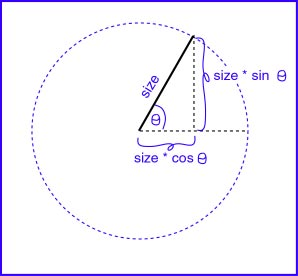 size
θ
size * sin θ
size * cos θ